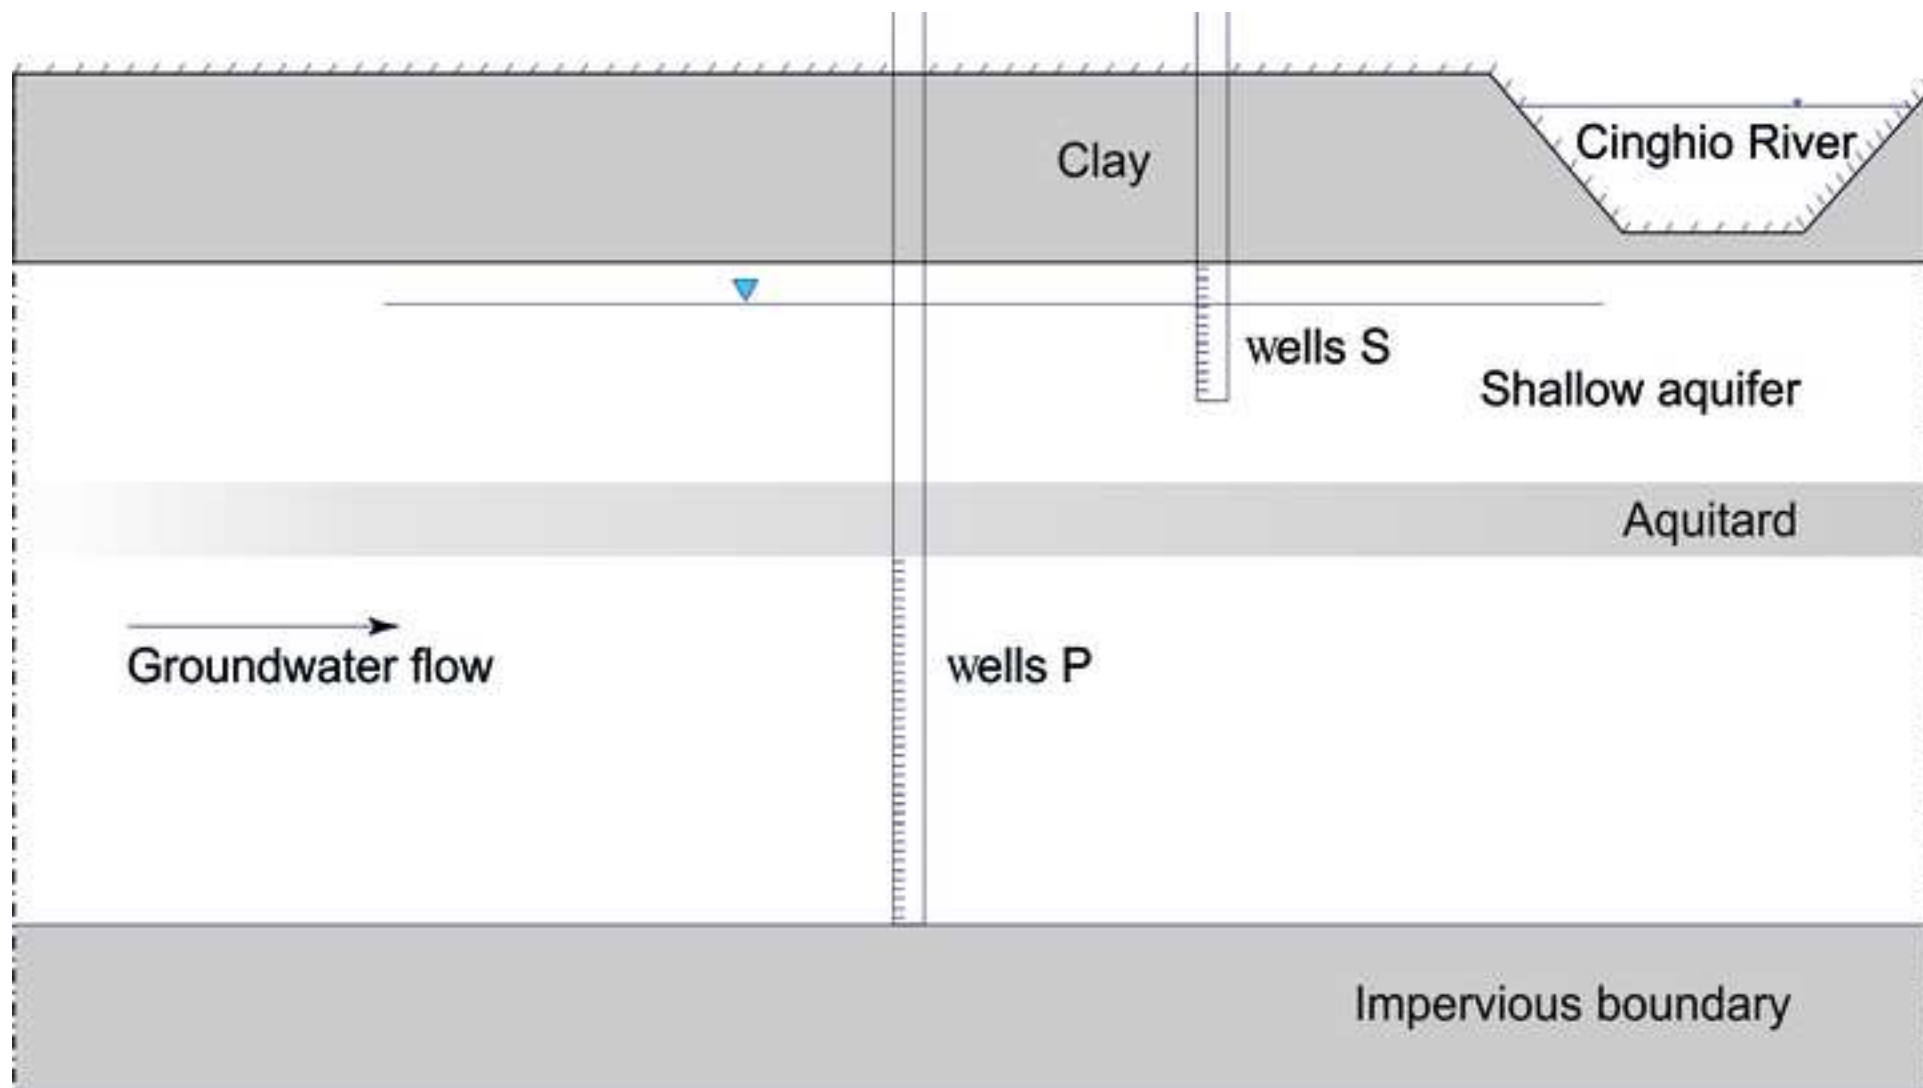 Cinghio River
Clay
wells S
Shallow aquifer
Aquitard
Groundwater flow
wells P
Impervious boundary